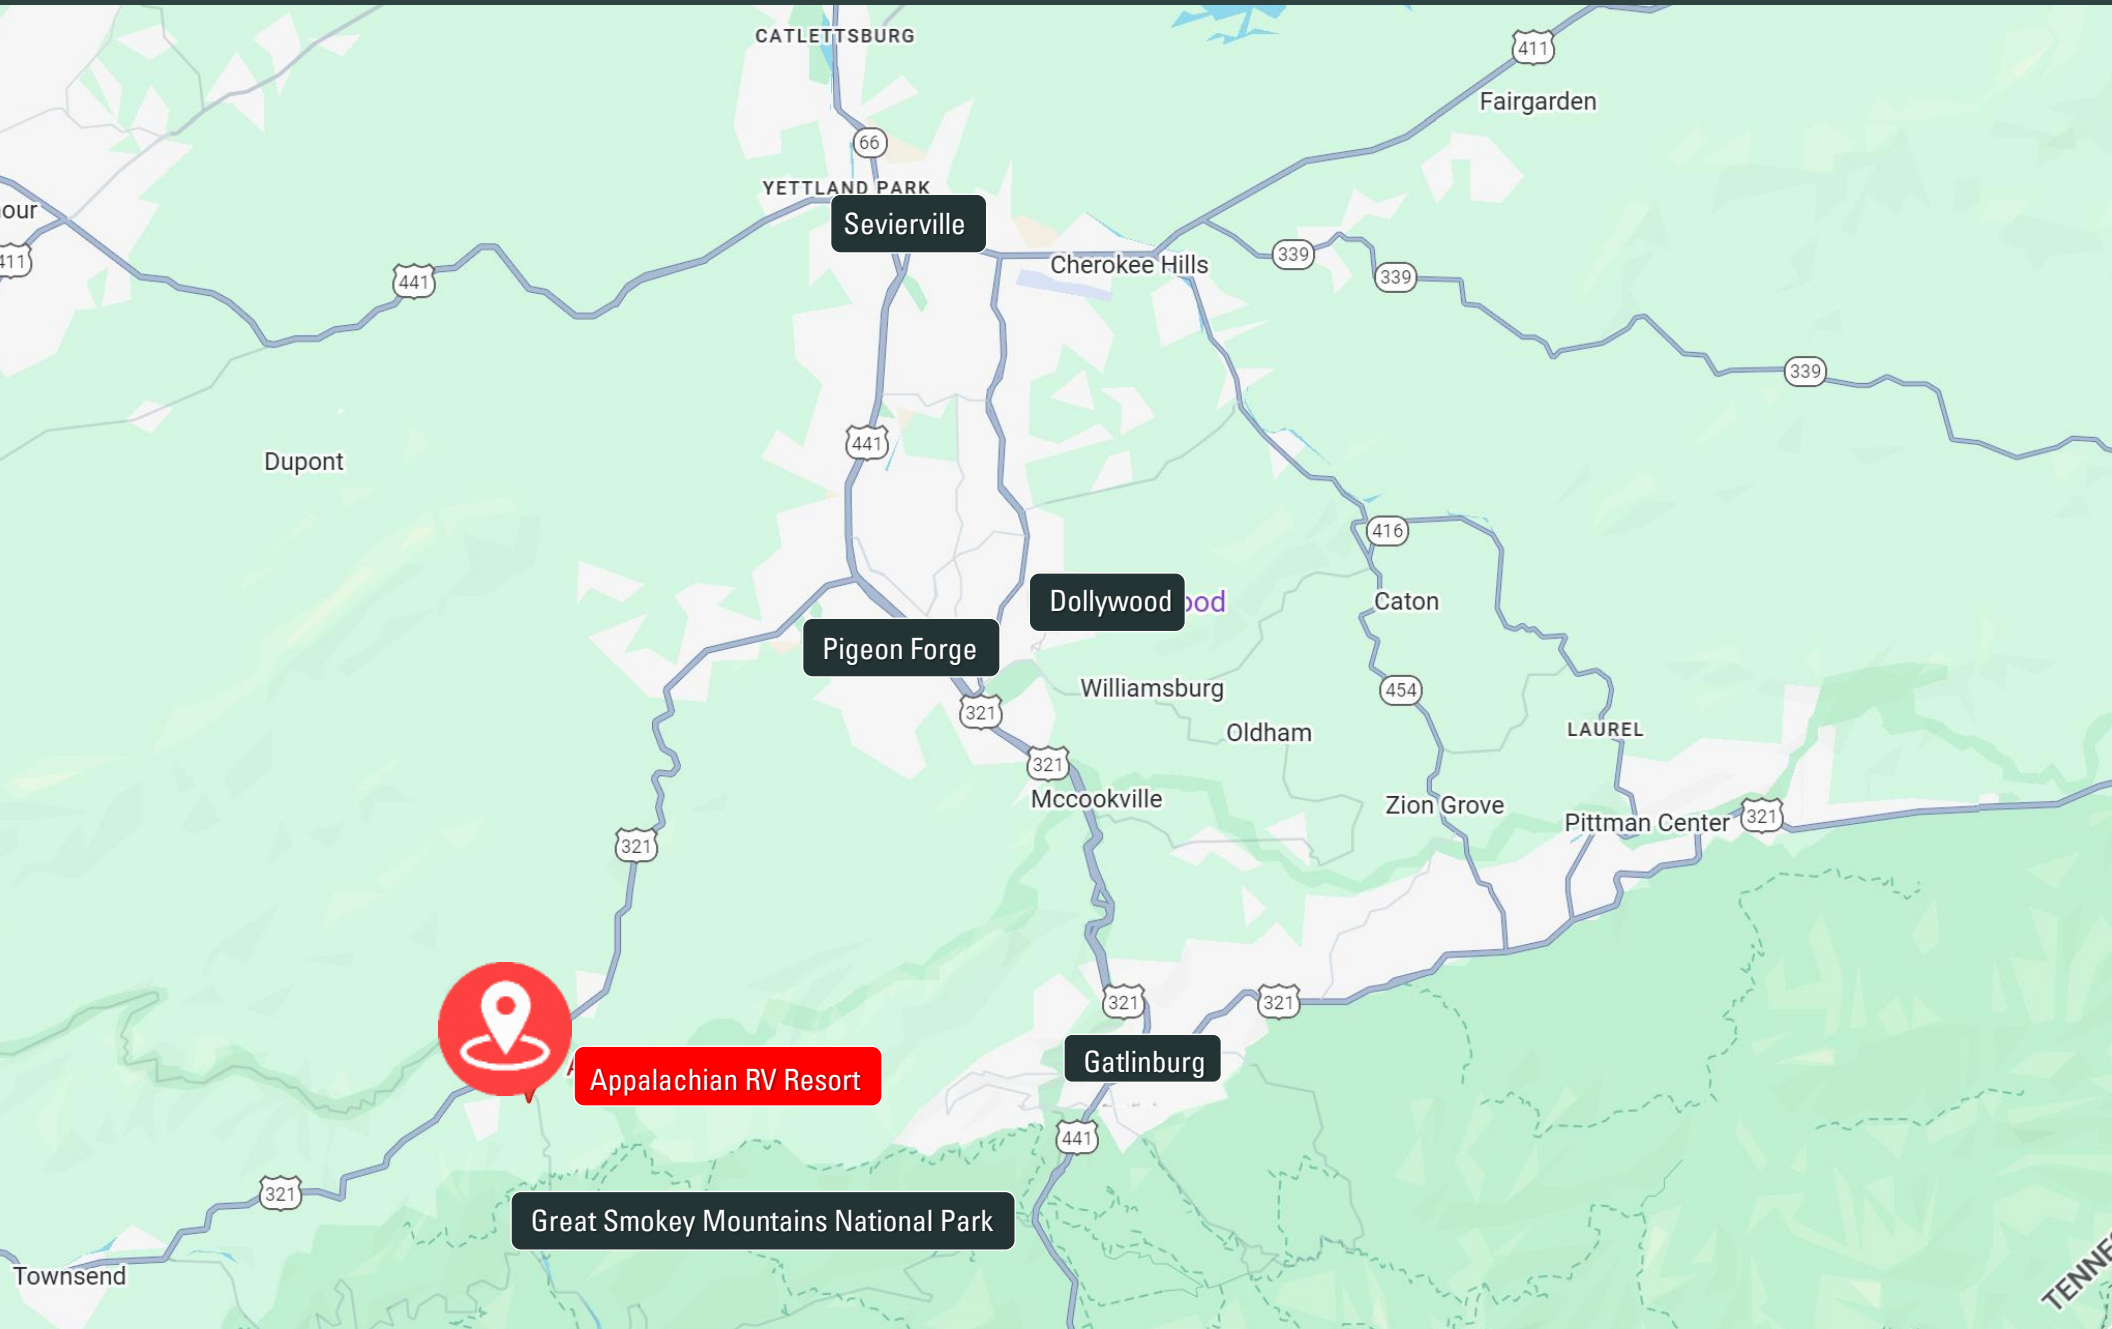 CATLETTSBURG
411
Fairgarden
66
YETTLAND PARK
our
Sevierville
411
441
Cherokee Hills
339
339
339
441
Dupont
416
Dollywood
ood
Caton
Pigeon Forge
Williamsburg
454
321
Oldham
LAUREL
321
Mccookville
Zion Grove
Pittman Center
321
321
321
321
Gatlinburg
Appalachian RV Resort
441
321
Great Smokey Mountains National Park
Townsend
TENNES